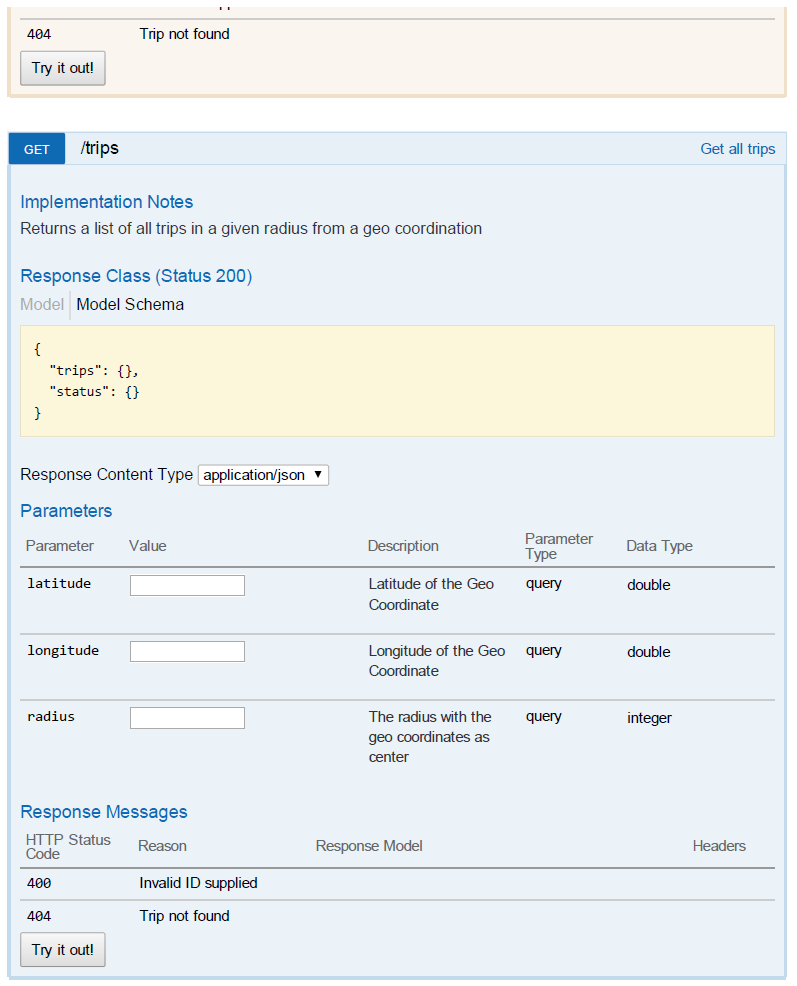 404 Trip not found
Try it out!
GET /trips Get all trips
Implementation Notes
Returns a list of all trips in a given radius from a geo coordination
Response Class (Status 200)
Model Model Schema
{
"trips": {},
"status": {}
}
Response Content Type application/json ▼
Parameters
Parameter Value Description Parameter Type Data Type
latitude Latitude of the Geo Coordinate query double
longitude Longitude of the Geo Coordinate query double
radius The radius with the geo coordinates as center query integer
Response Messages
HTTP Status Code Reason Response Model Headers
400 Invalid ID supplied
404 Trip not found
Try it out!